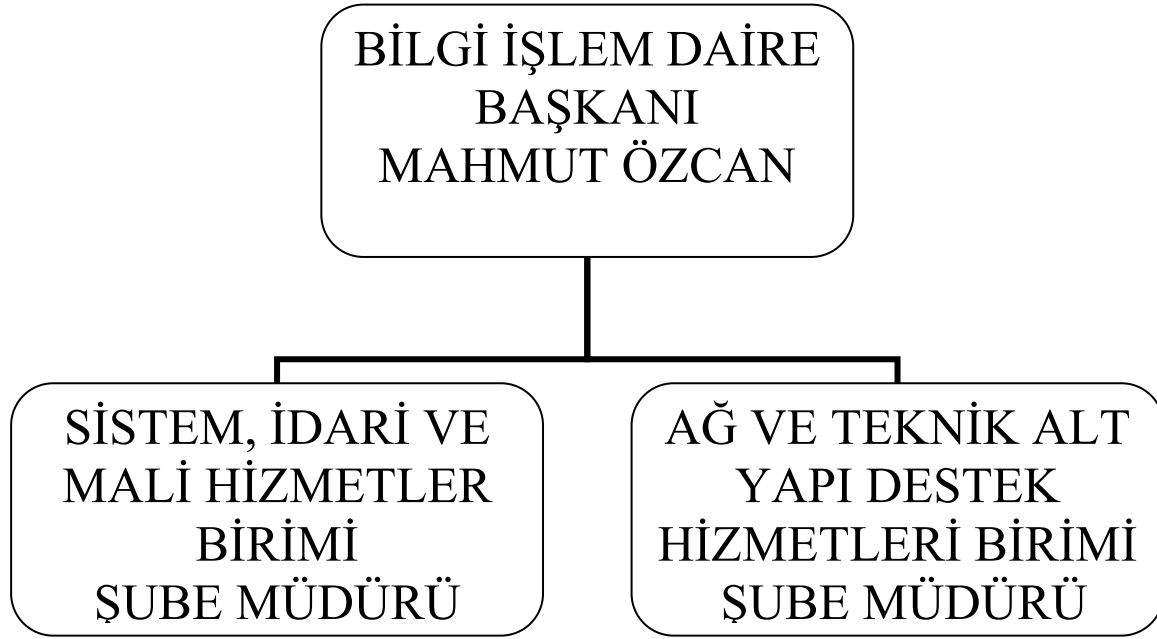 BİLGİ İŞLEM DAİRE
BAŞKANI
MAHMUT ÖZCAN
SİSTEM, İDARİ VE
MALİ HİZMETLER
BİRİMİ
ŞUBE MÜDÜRÜ
AĞ VE TEKNİK ALT
YAPI DESTEK
HİZMETLERİ BİRİMİ
ŞUBE MÜDÜRÜ